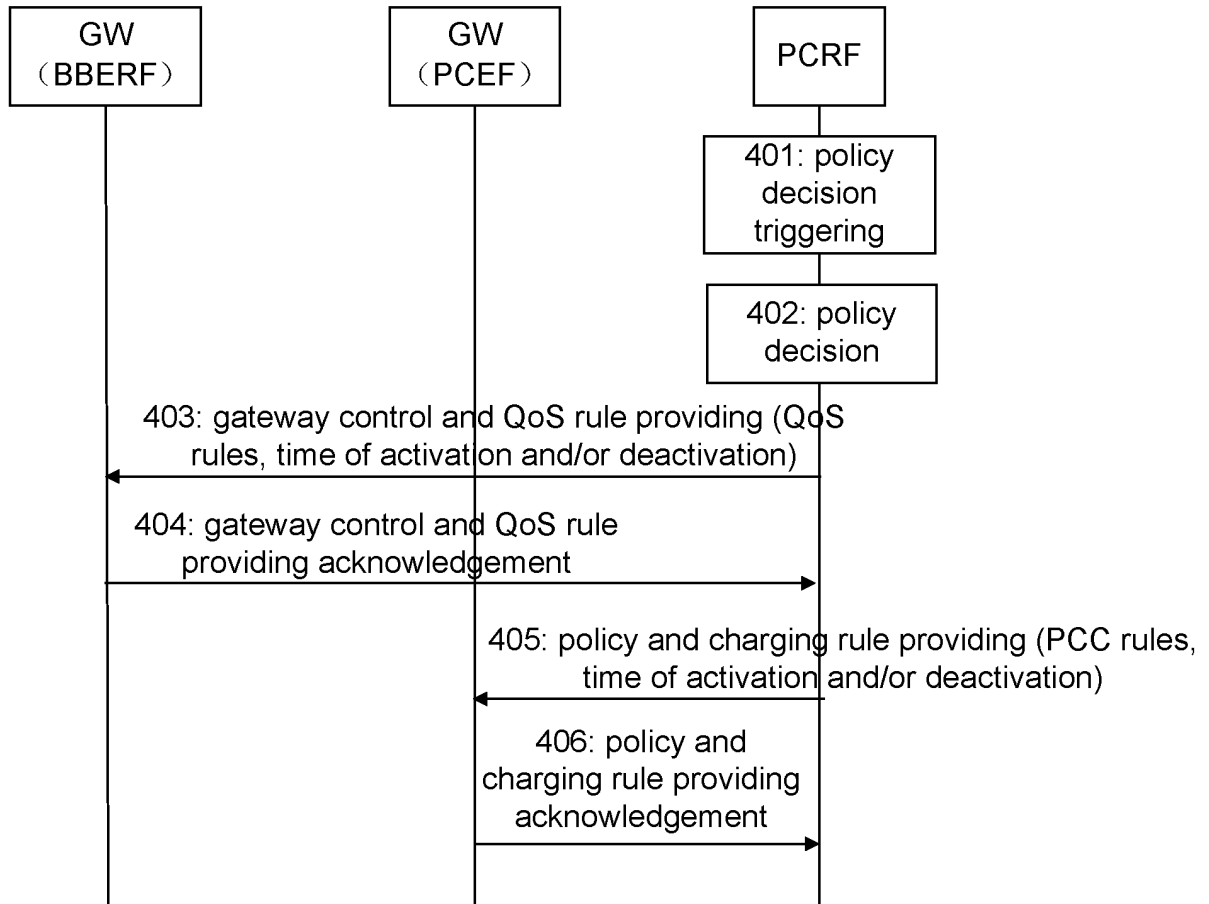 GW
（BBERF）
GW
（PCEF）
PCRF
401: policy
decision
triggering
402: policy
decision
403: gateway control and QoS rule providing (QoS
rules, time of activation and/or deactivation)
404: gateway control and QoS rule
providing acknowledgement
405: policy and charging rule providing (PCC rules,
time of activation and/or deactivation)
406: policy and
charging rule providing
acknowledgement